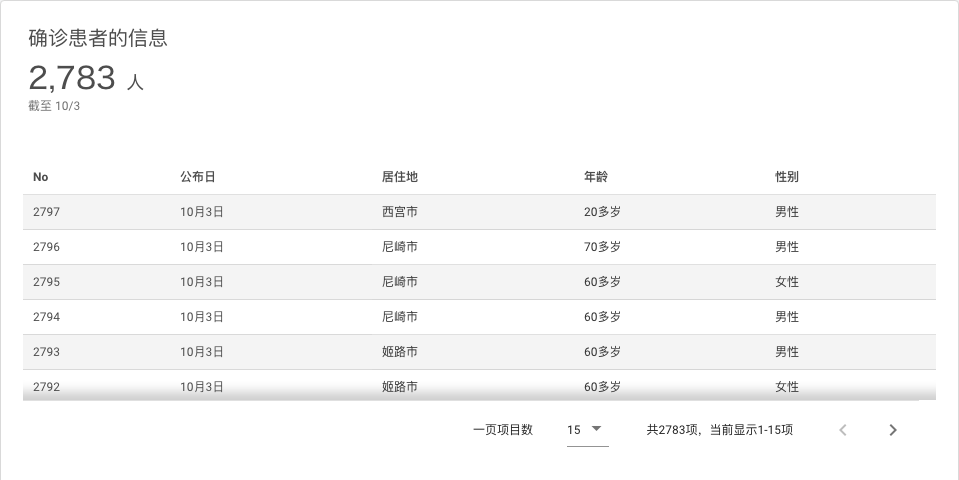 确诊患者的信息
2,783 人
截至 10/3
No 公布日 居住地 年龄 性别
2797 10月3日 西宫市 20多岁 男性
2796 10月3日 尼崎市 70多岁 男性
2795 10月3日 尼崎市 60多岁 女性
2794 10月3日 尼崎市 60多岁 男性
2793 10月3日 姬路市 60多岁 男性
2792 10月3日 姬路市 60多岁 女性
一页项目数 15 共2783项，当前显示1-15项